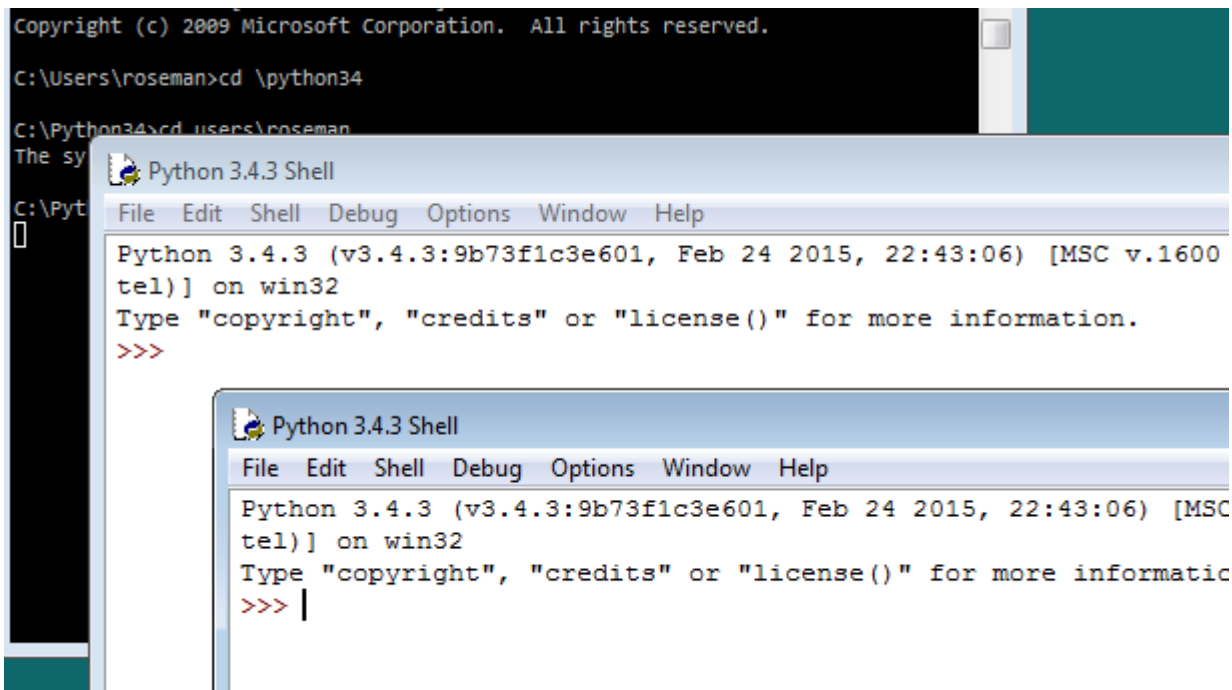 Copyright (c) 2009 Microsoft Corporation.  All rights reserved.
C:\Users\roseman>cd \python34
C:\Python34>cd users\roseman
The sy
C:\Pyt
Python 3.4.3 Shell
File Edit Shell Debug Options Window Help
Python 3.4.3 (v3.4.3:9b73f1c3e601, Feb 24 2015, 22:43:06) [MSC v.1600
tel)] on win32
Type "copyright", "credits" or "license()" for more information.
>>>
Python 3.4.3 Shell
File Edit Shell Debug Options Window Help
Python 3.4.3 (v3.4.3:9b73f1c3e601, Feb 24 2015, 22:43:06) [MSC
tel)] on win32
Type "copyright", "credits" or "license()" for more informatio
>>>